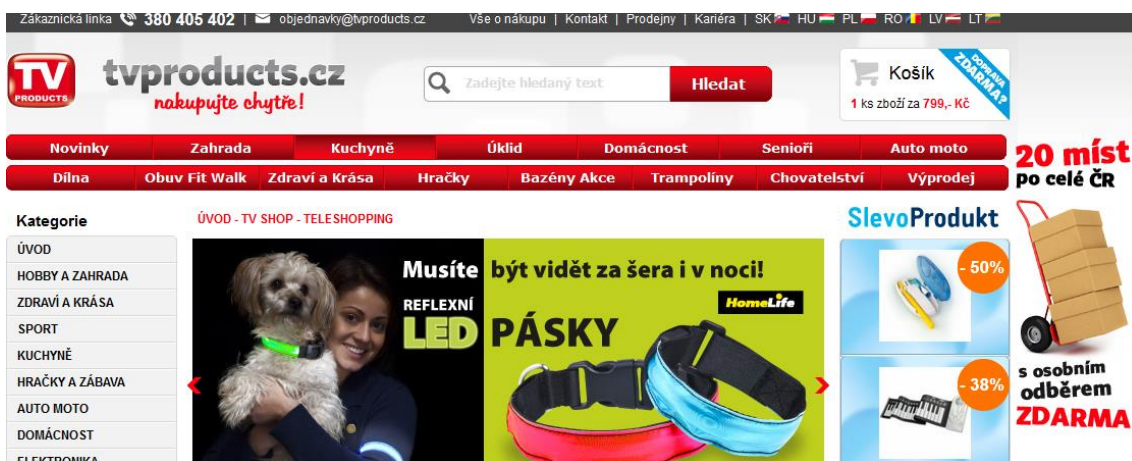 Zákaznická linka 380 405 402 | objednavky@tvproducts.cz Vše o nákupu | Kontakt | Prodejny | Kariéra | SK HU PL RO LV LT
TV PRODUCTS
tvproducts.cz
nakupujte chytře!
Zadejte hledaný text Hledat
Košík
1 ks zboží za 799,- Kč
DOPRAVA ZDARMA?
Novinky Zahrada Kuchyně Úklid Domácnost Senioři Auto moto
Dílna Obuv Fit Walk Zdraví a Krása Hračky Bazény Akce Trampolíny Chovatelství Výprodej
20 míst
po celé ČR
s osobním
odběrem
ZDARMA
Kategorie
ÚVOD
HOBBY A ZAHRADA
ZDRAVÍ A KRÁSA
SPORT
KUCHYNĚ
HRAČKY A ZÁBAVA
AUTO MOTO
DOMÁCNOST
ELEKTRONIKA
ÚVOD - TV SHOP - TELESHOPPING
Musíte být vidět za šera i v noci!
HomeLife
REFLEXNÍ
LED PÁSKY
SlevoProdukt
- 50%
- 38%